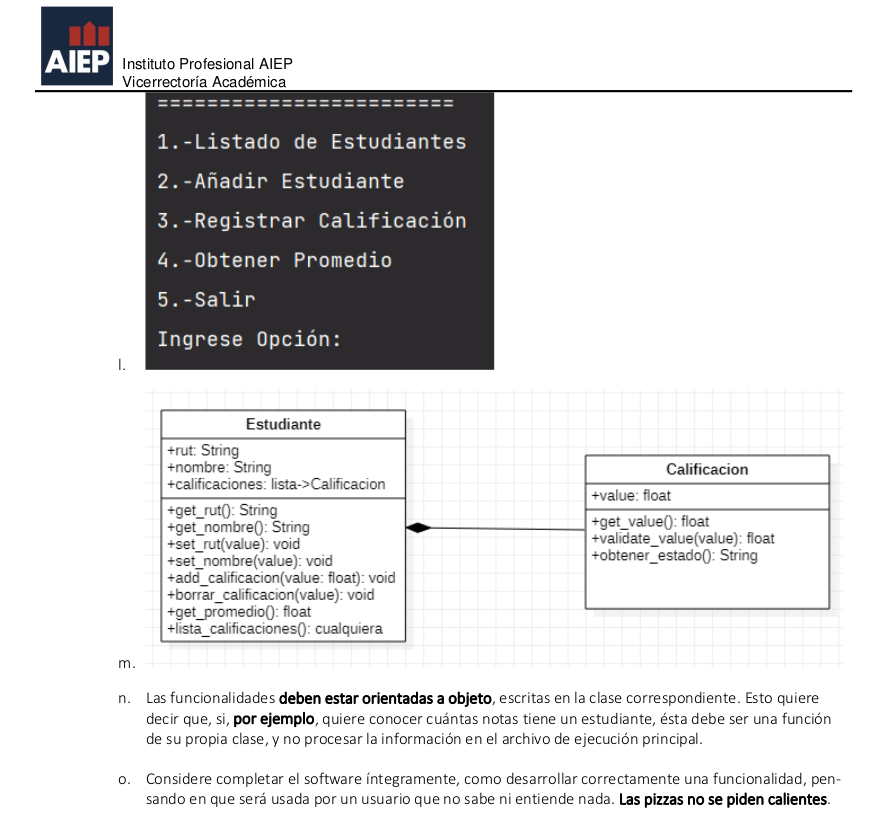 AIEP
Instituto Profesional AIEP
Vicerrectoría Académica
========================
1.-Listado de Estudiantes
2.-Añadir Estudiante
3.-Registrar Calificación
4.-Obtener Promedio
5.-Salir
Ingrese Opción:
l.
Estudiante
+rut: String
+nombre: String
+calificaciones: lista->Calificacion
+get_rut(): String
+get_nombre(): String
+set_rut(value): void
+set_nombre(value): void
+add_calificacion(value: float): void
+borrar_calificacion(value): void
+get_promedio(): float
+lista_calificaciones(): cualquiera
Calificacion
+value: float
+get_value(): float
+validate_value(value): float
+obtener_estado(): String
m.
n. Las funcionalidades deben estar orientadas a objeto, escritas en la clase correspondiente. Esto quiere
decir que, si, por ejemplo, quiere conocer cuántas notas tiene un estudiante, ésta debe ser una función
de su propia clase, y no procesar la información en el archivo de ejecución principal.
o. Considere completar el software íntegramente, como desarrollar correctamente una funcionalidad, pen-
sando en que será usada por un usuario que no sabe ni entiende nada. Las pizzas no se piden calientes.